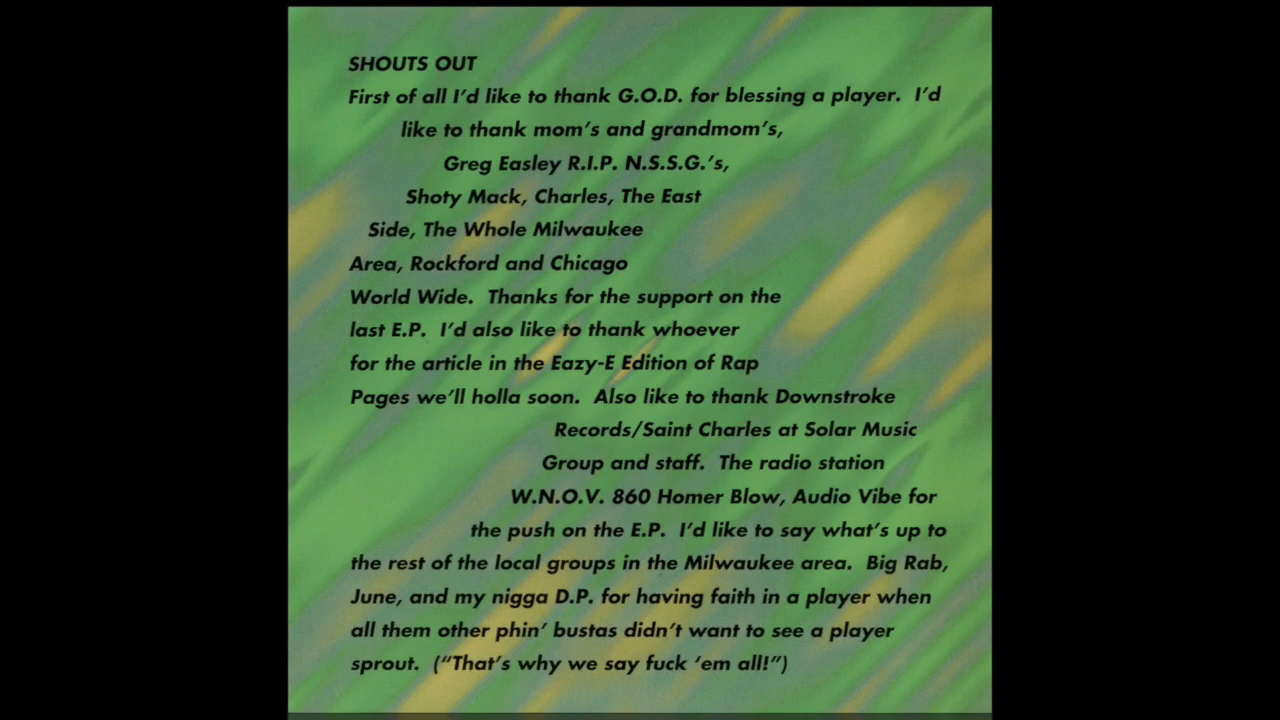 SHOUTS OUT
First of all I'd like to thank G.O.D. for blessing a player. I'd
like to thank mom's and grandmom's,
Greg Easley R.I.P. N.S.S.G.'s,
Shoty Mack, Charles, The East
Side, The Whole Milwaukee
Area, Rockford and Chicago
World Wide. Thanks for the support on the
last E.P. I'd also like to thank whoever
for the article in the Eazy-E Edition of Rap
Pages we'll holla soon. Also like to thank Downstroke
Records/Saint Charles at Solar Music
Group and staff. The radio station
W.N.O.V. 860 Homer Blow, Audio Vibe for
the push on the E.P. I'd like to say what's up to
the rest of the local groups in the Milwaukee area. Big Rab,
June, and my nigga D.P. for having faith in a player when
all them other phin' bustas didn't want to see a player
sprout. ("That's why we say fuck 'em all!")